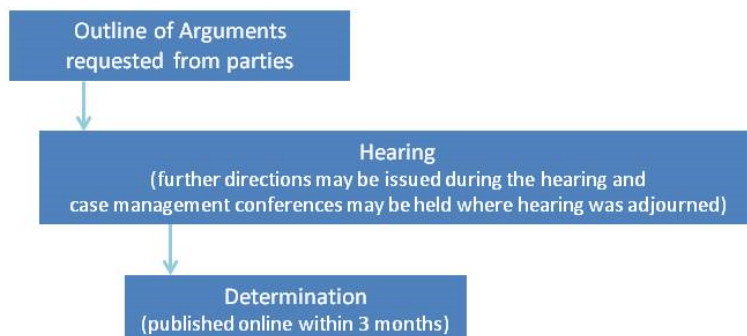 Outline of Arguments
requested from parties
Hearing
(further directions may be issued during the hearing and
case management conferences may be held where hearing was adjourned)
Determination
(published online within 3 months)